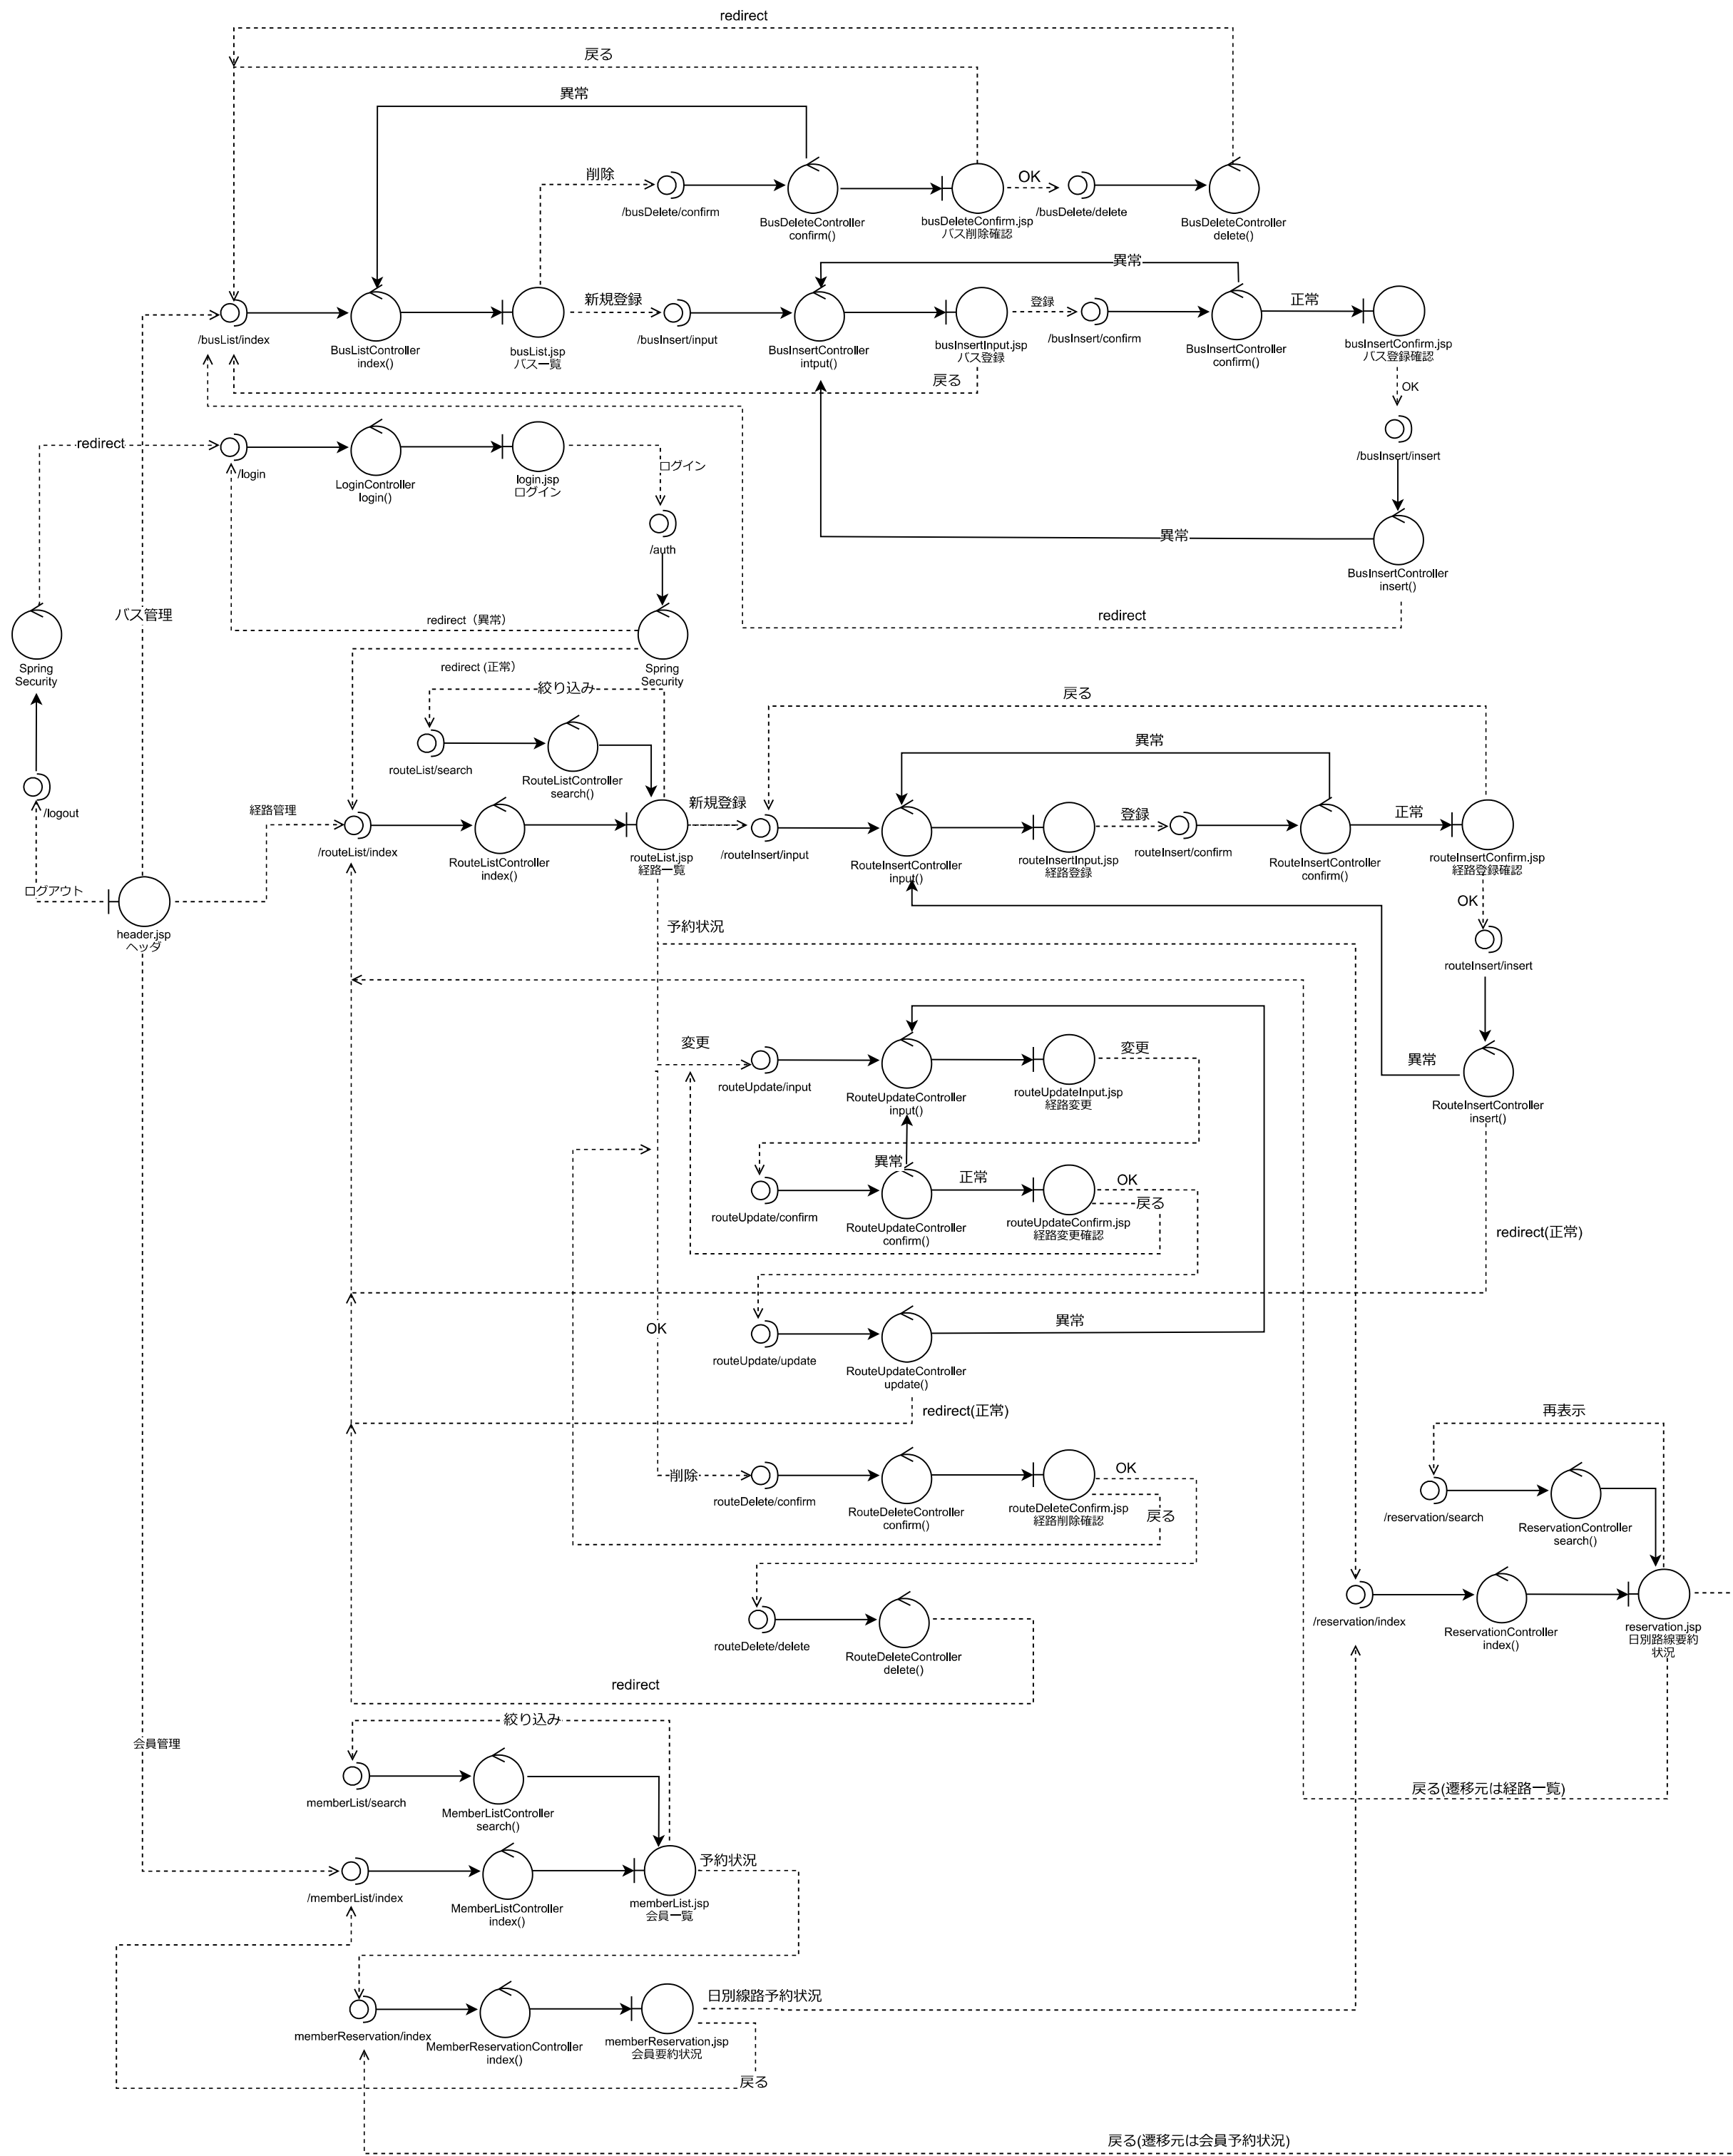 redirect
戻る
異常
削除
OK
/busDelete/confirm
BusDeleteController
confirm()
busDeleteConfirm.jsp
バス削除確認
/busDelete/delete
BusDeleteController
delete()
異常
新規登録
登録
正常
/busList/index
BusListController
index()
busList.jsp
バス一覧
/busInsert/input
BusInsertController
intput()
busInsertInput.jsp
バス登録
/busInsert/confirm
BusInsertController
confirm()
busInsertConfirm.jsp
バス登録確認
戻る
OK
redirect
/login
LoginController
login()
login.jsp
ログイン
ログイン
/busInsert/insert
/auth
異常
BusInsertController
insert()
バス管理
redirect（異常）
redirect
Spring
Security
redirect (正常）
Spring
Security
絞り込み
戻る
routeList/search
RouteListController
search()
異常
/logout
経路管理
新規登録
登録
正常
/routeList/index
RouteListController
index()
routeList.jsp
経路一覧
/routeInsert/input
RouteInsertController
input()
routeInsertInput.jsp
経路登録
routeInsert/confirm
RouteInsertController
confirm()
routeInsertConfirm.jsp
経路登録確認
ログアウト
header.jsp
ヘッダ
OK
予約状況
routeInsert/insert
変更
変更
異常
routeUpdate/input
RouteUpdateController
input()
routeUpdateInput.jsp
経路変更
RouteInsertController
insert()
異常
正常
OK
戻る
routeUpdate/confirm
RouteUpdateController
confirm()
routeUpdateConfirm.jsp
経路変更確認
redirect(正常)
OK
異常
routeUpdate/update
RouteUpdateController
update()
redirect(正常)
再表示
削除
OK
routeDelete/confirm
RouteDeleteController
confirm()
routeDeleteConfirm.jsp
経路削除確認
戻る
/reservation/search
ReservationController
search()
routeDelete/delete
RouteDeleteController
delete()
/reservation/index
ReservationController
index()
reservation.jsp
日別路線要約
状況
redirect
絞り込み
会員管理
memberList/search
MemberListController
search()
戻る(遷移元は経路一覧)
予約状況
/memberList/index
MemberListController
index()
memberList.jsp
会員一覧
日別線路予約状況
memberReservation/index
MemberReservationController
index()
memberReservation.jsp
会員要約状況
戻る
戻る(遷移元は会員予約状況)